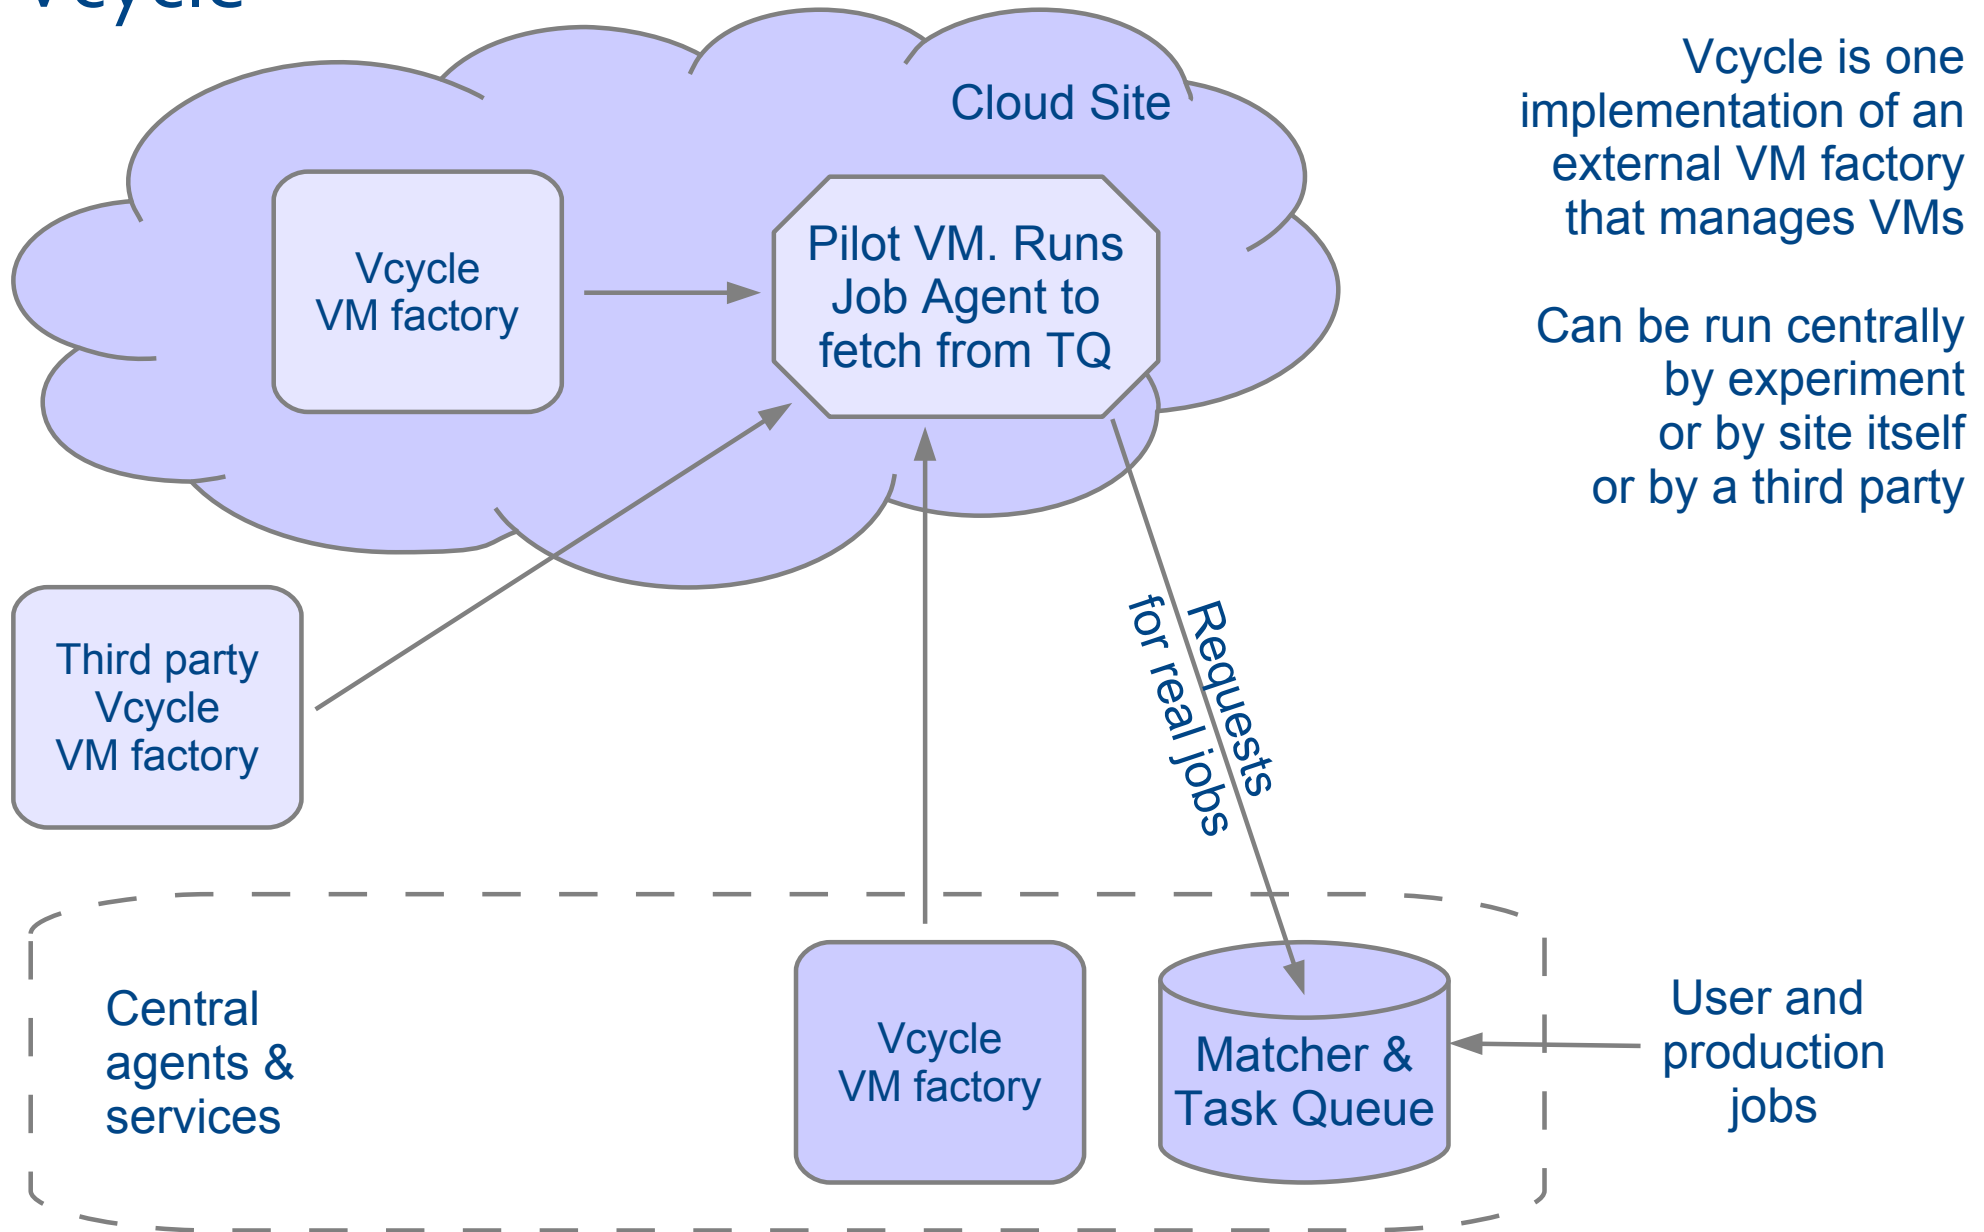 Vcycle
Cloud Site
Vcycle is one
implementation of an
external VM factory
that manages VMs
Can be run centrally
by experiment
or by site itself
or by a third party
Vcycle
VM factory
Pilot VM. Runs
Job Agent to
fetch from TQ
Third party
Vcycle
VM factory
Requests
for real jobs
Central
agents &
services
Vcycle
VM factory
Matcher &
Task Queue
User and
production
jobs